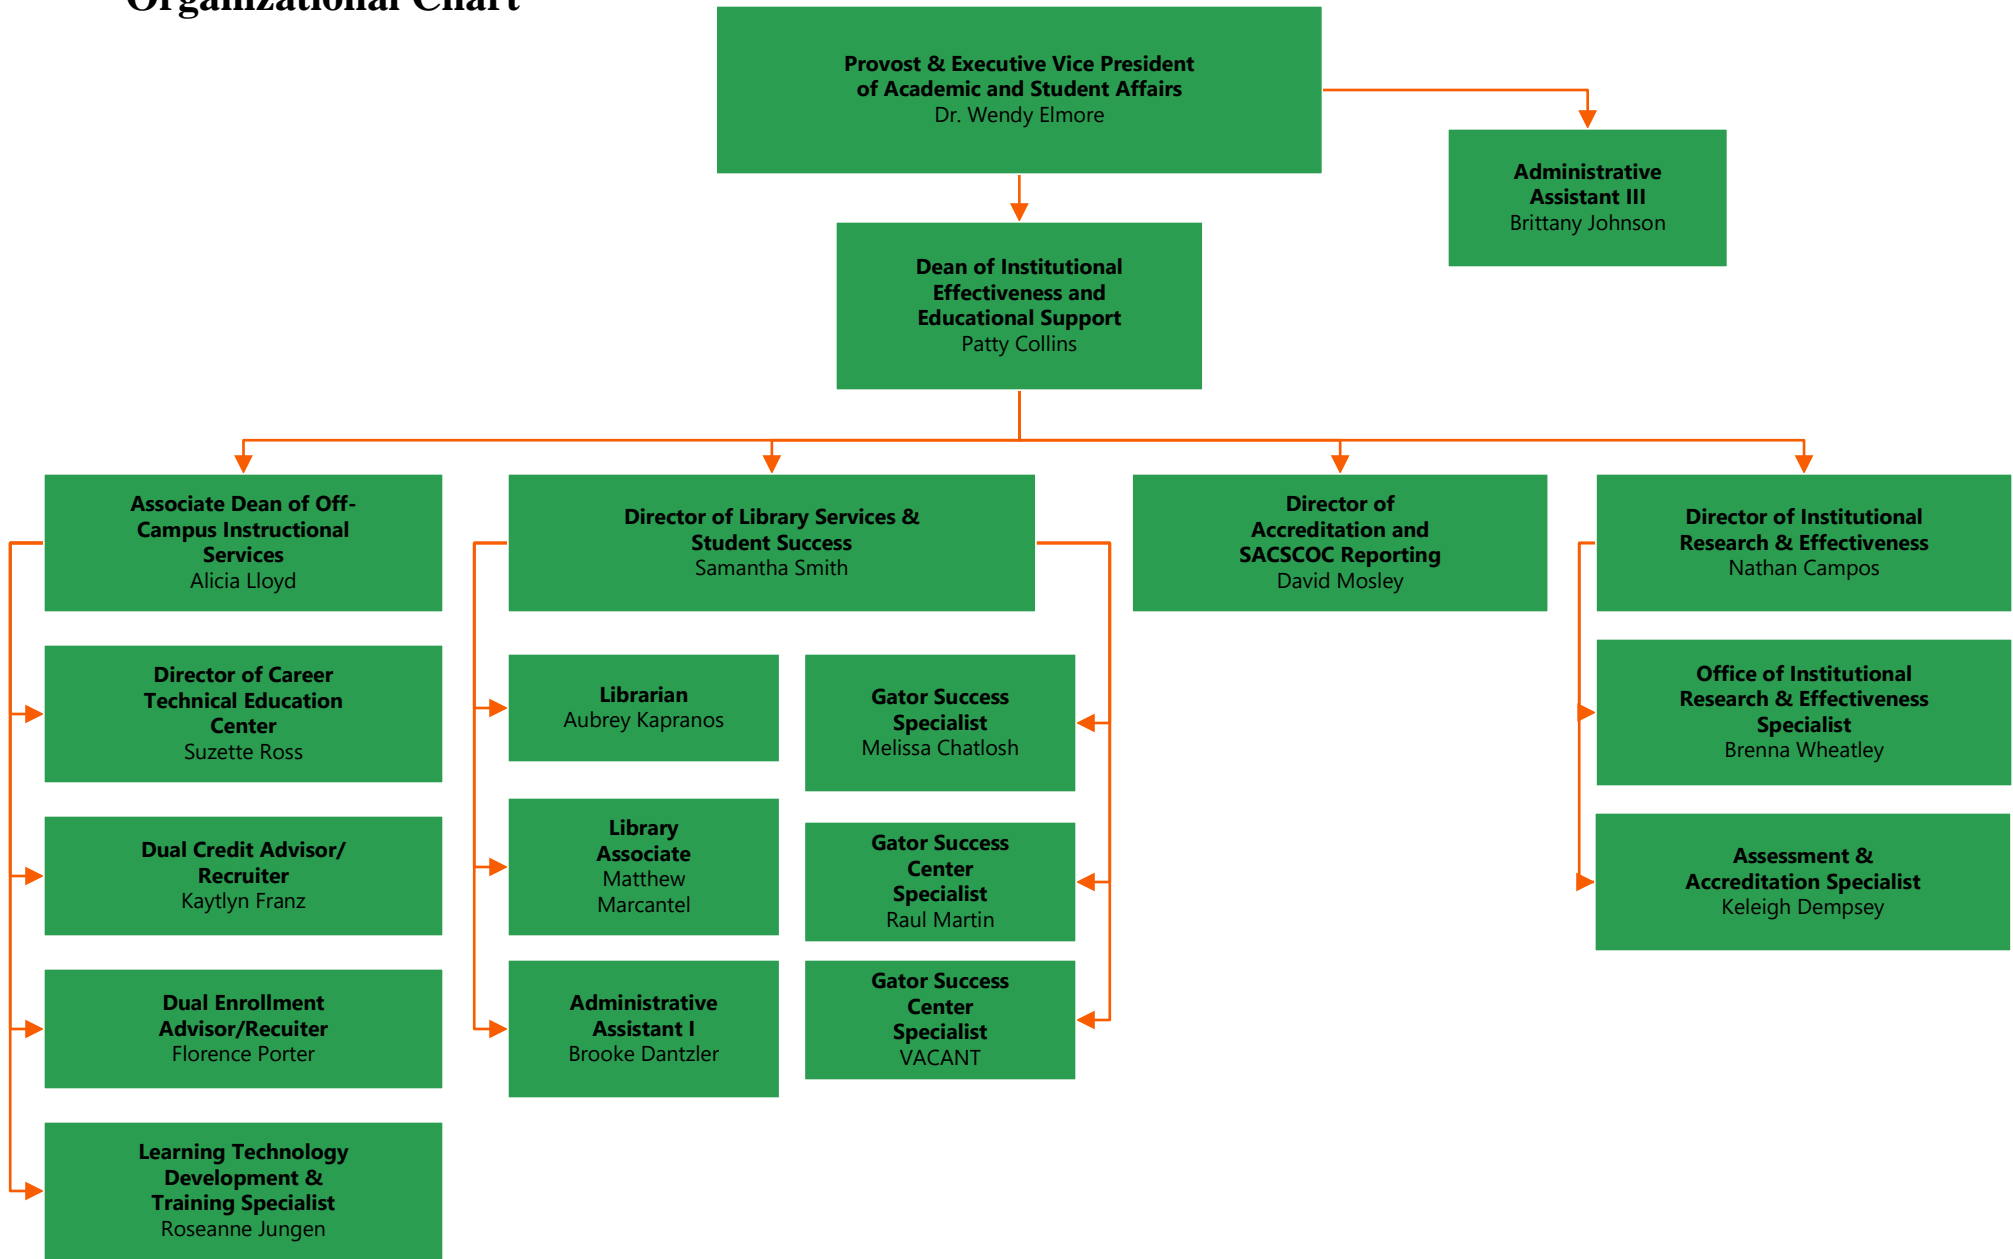 Organizational Chart
Provost & Executive Vice President
of Academic and Student Affairs
Dr. Wendy Elmore
Administrative
Assistant III
Brittany Johnson
Dean of Institutional
Effectiveness and
Educational Support
Patty Collins
Associate Dean of Off-
Campus Instructional
Services
Alicia Lloyd
Director of Library Services &
Student Success
Samantha Smith
Director of
Accreditation and
SACSCOC Reporting
David Mosley
Director of Institutional
Research & Effectiveness
Nathan Campos
Director of Career
Technical Education
Center
Suzette Ross
Dual Credit Advisor/
Recruiter
Kaytlyn Franz
Dual Enrollment
Advisor/Recuiter
Florence Porter
Learning Technology
Development &
Training Specialist
Roseanne Jungen
Librarian
Aubrey Kapranos
Library
Associate
Matthew
Marcantel
Administrative
Assistant I
Brooke Dantzler
Gator Success
Specialist
Melissa Chatlosh
Gator Success
Center
Specialist
Raul Martin
Gator Success
Center
Specialist
VACANT
Office of Institutional
Research & Effectiveness
Specialist
Brenna Wheatley
Assessment &
Accreditation Specialist
Keleigh Dempsey